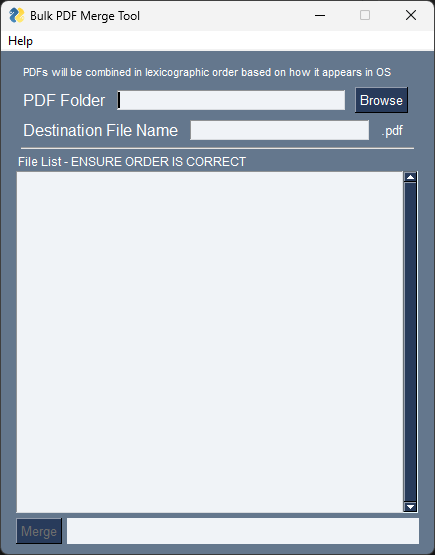 Bulk PDF Merge Tool
Help
PDFs will be combined in lexicographic order based on how it appears in OS
PDF Folder Browse
Destination File Name .pdf
File List - ENSURE ORDER IS CORRECT
Merge